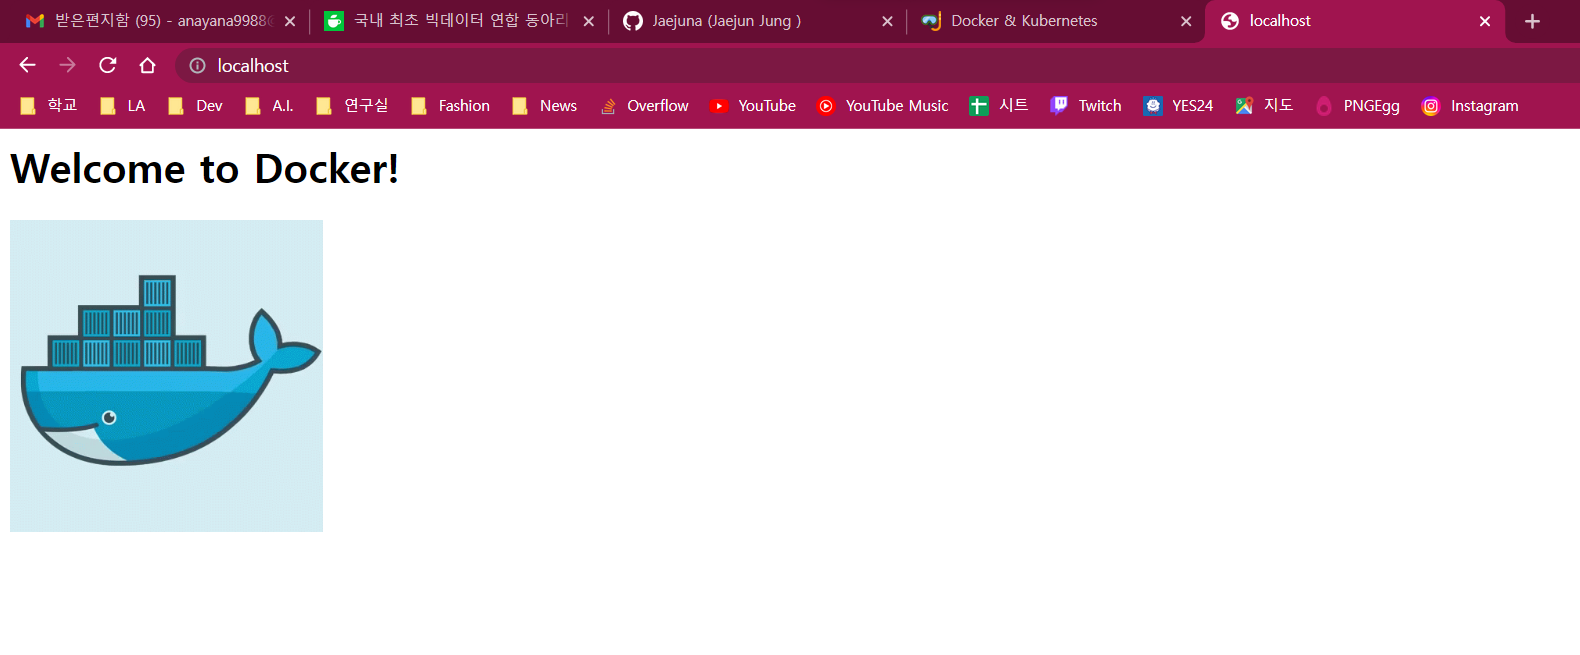 받은편지함 (95) - anayana9988@
국내 최초 빅데이터 연합 동아리
Jaejuna (Jaejun Jung )
Docker & Kubernetes
localhost
localhost
학교 LA Dev A.I. 연구실 Fashion News Overflow YouTube YouTube Music 시트 Twitch YES24 지도 PNGEgg Instagram
Welcome to Docker!